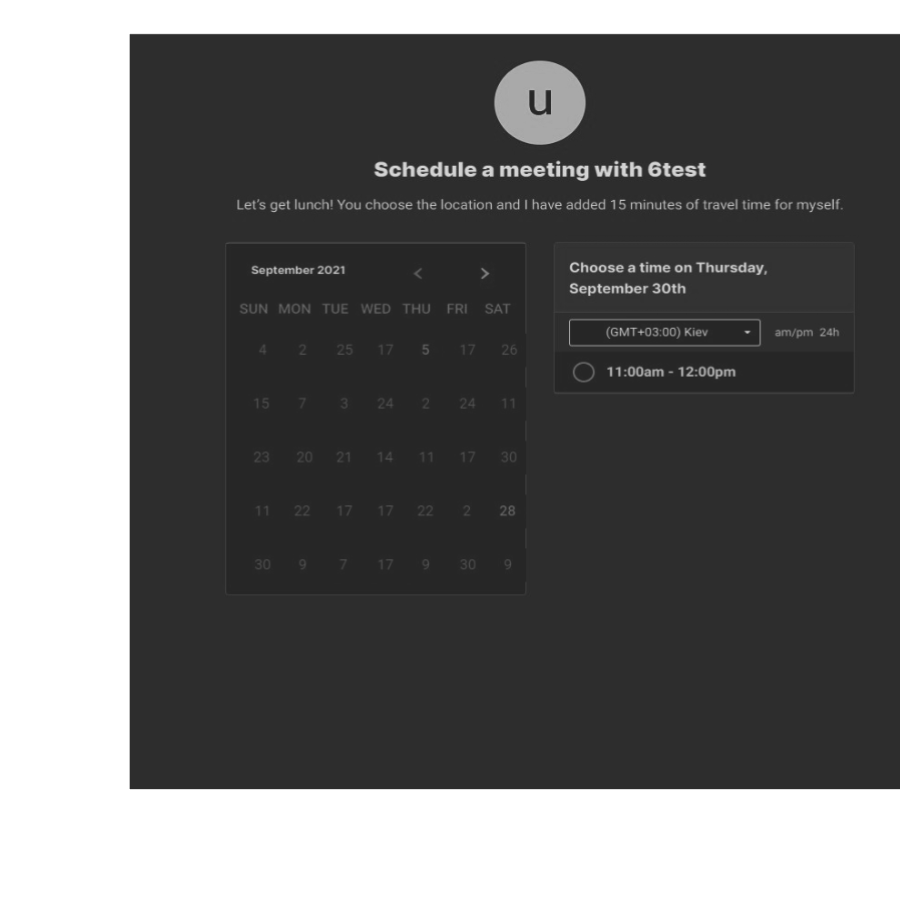 u
Schedule a meeting with 6test
Let's get lunch! You choose the location and I have added 15 minutes of travel time for myself.
September 2021 < >
SUN MON TUE WED THU FRI SAT
4 2 25 17 5 17 26
15 7 3 24 2 24 11
23 20 21 14 11 17 30
11 22 17 17 22 2 28
30 9 7 17 9 30 9
Choose a time on Thursday,
September 30th
(GMT+03:00) Kiev am/pm 24h
11:00am - 12:00pm